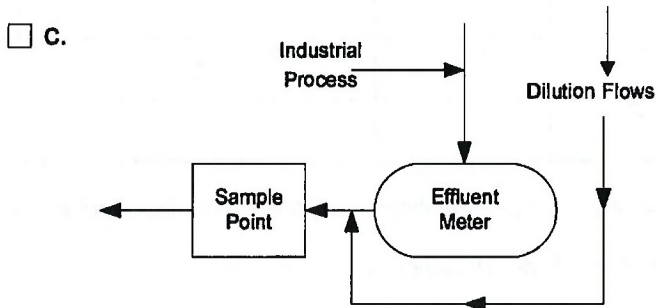 C.
Industrial
Process
Dilution Flows
Sample
Point
Effluent
Meter